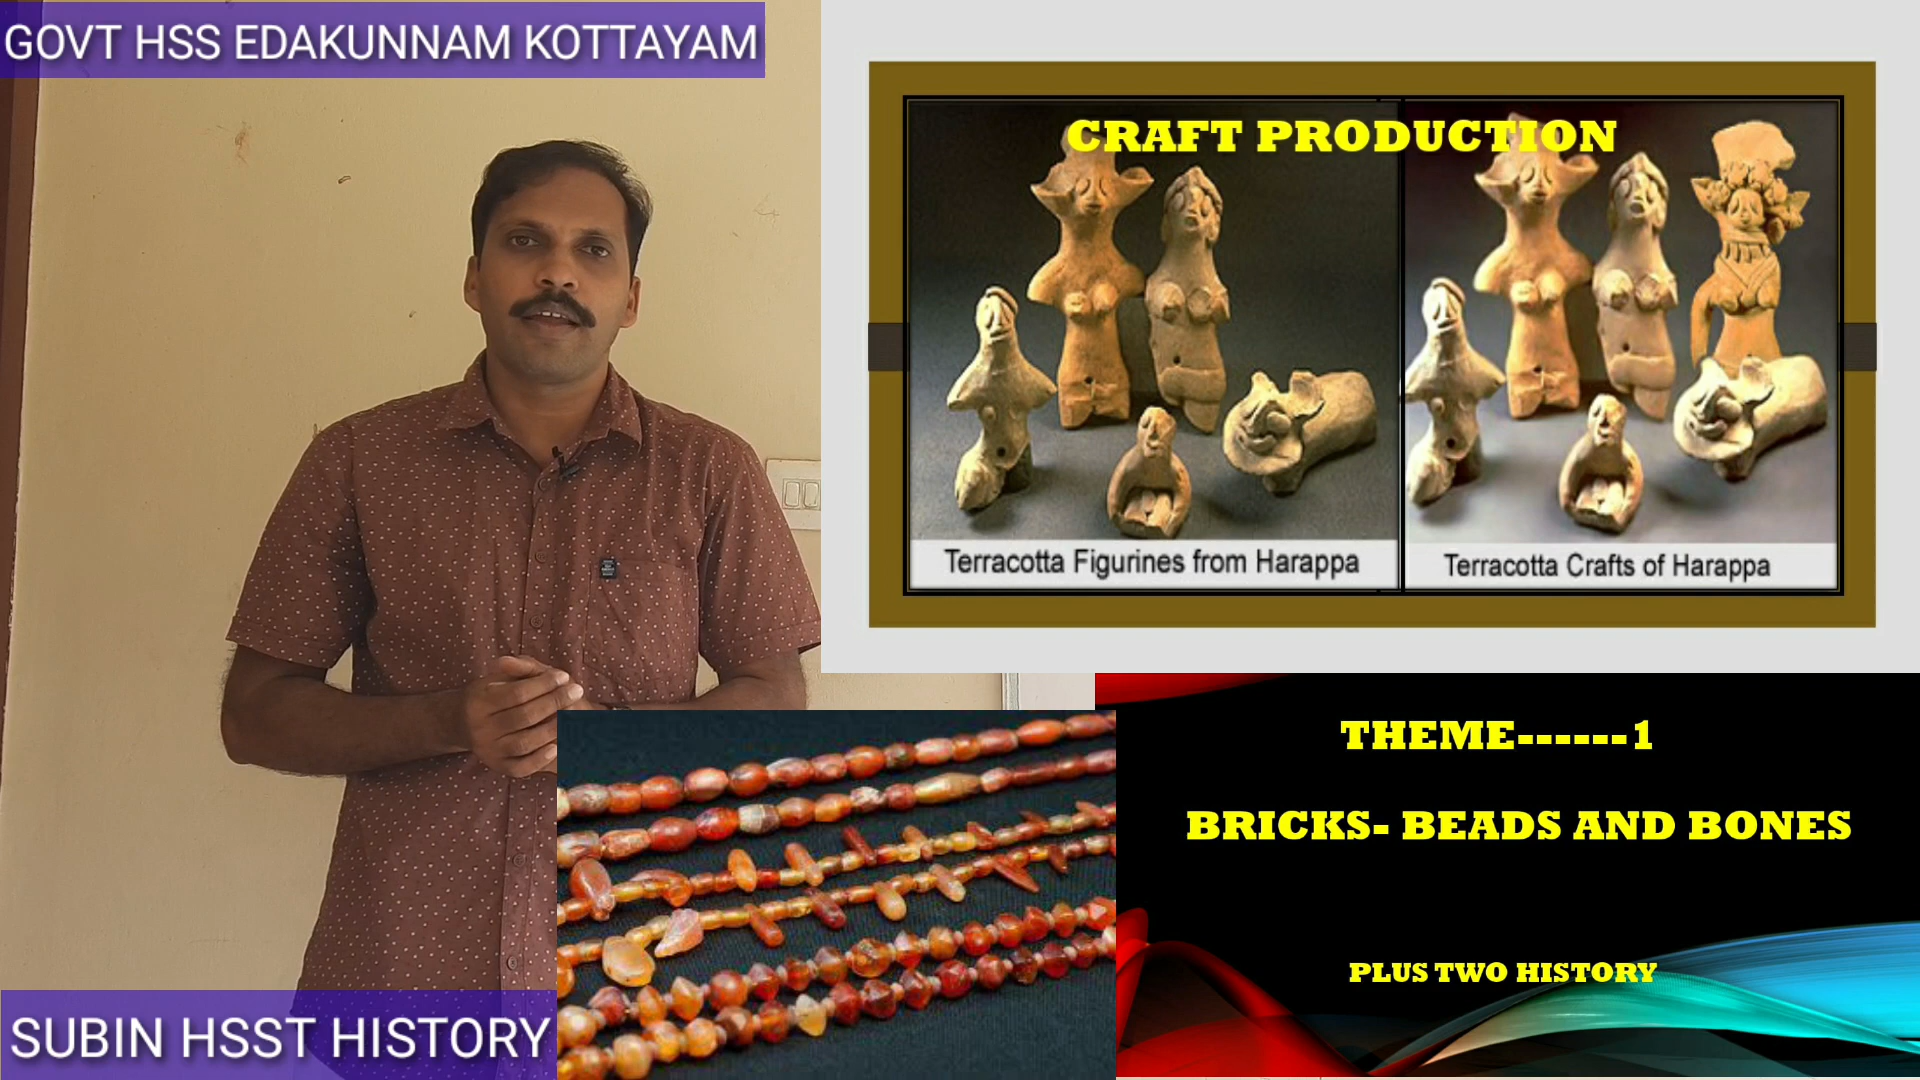 GOVT HSS EDAKUNNAM KOTTAYAM
CRAFT PRODUCTION
Terracotta Figurines from Harappa
Terracotta Crafts of Harappa
THEME------1
BRICKS- BEADS AND BONES
PLUS TWO HISTORY
SUBIN HSST HISTORY